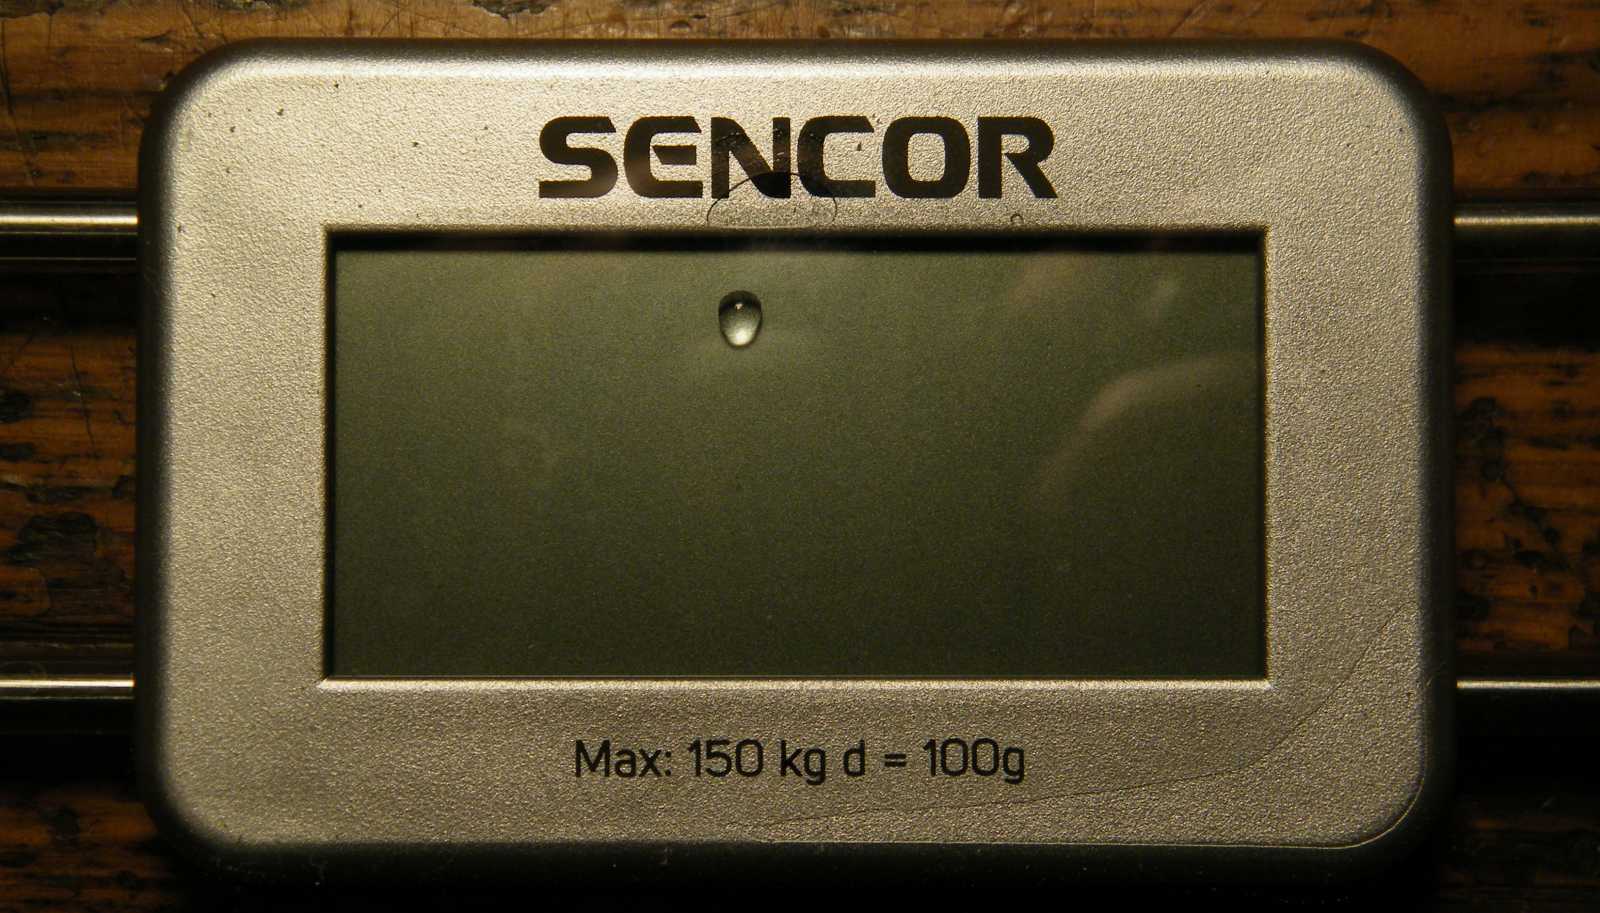 SENCOR
Max: 150 kg d = 100g